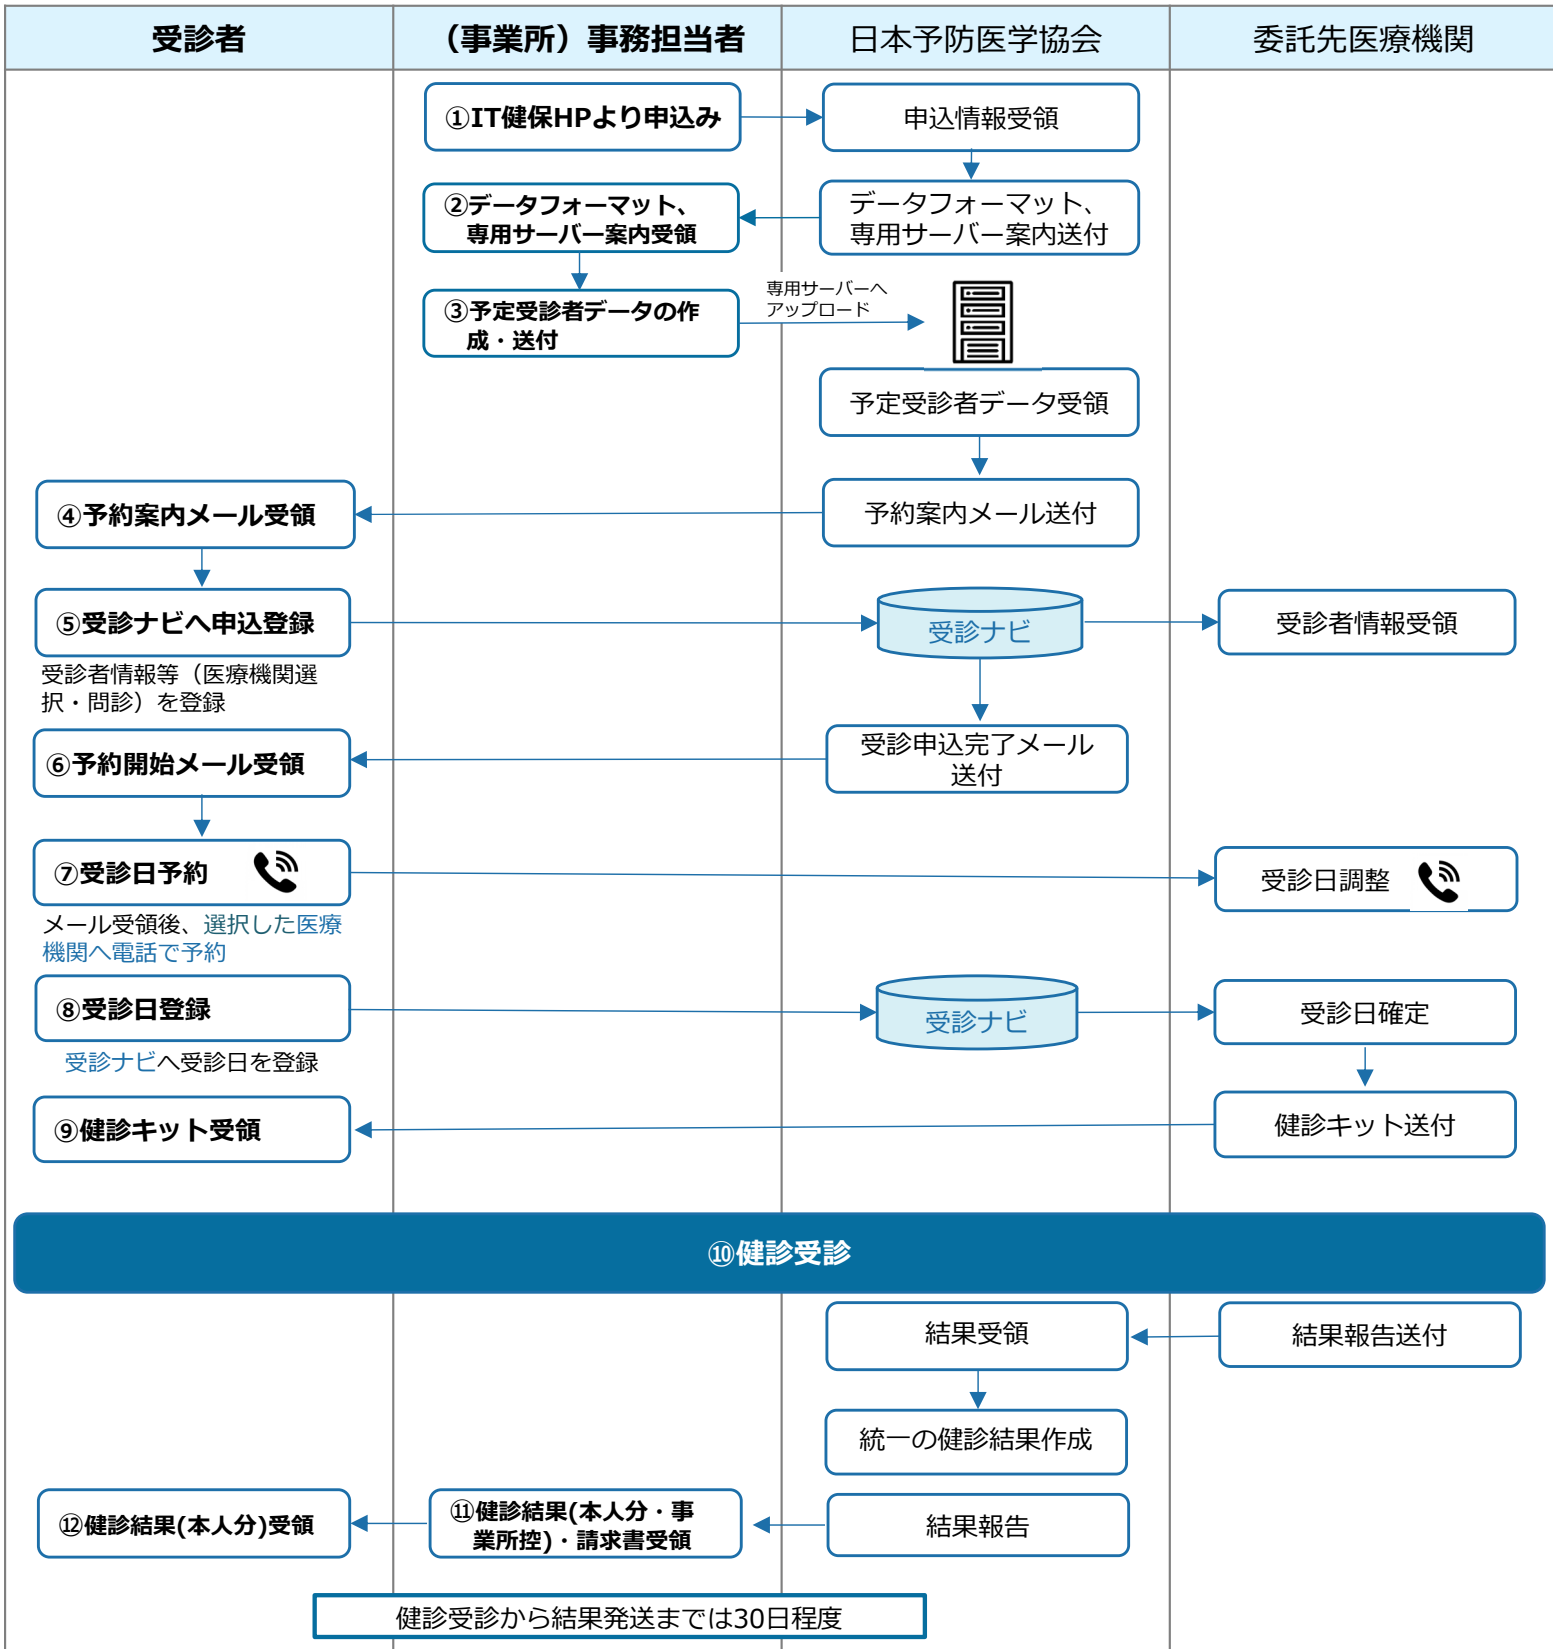 受診者
（事業所）事務担当者
日本予防医学協会
委託先医療機関
①IT健保HPより申込み
申込情報受領
②データフォーマット、
専用サーバー案内受領
データフォーマット、
専用サーバー案内送付
③予定受診者データの作
成・送付
専用サーバーへ
アップロード
予定受診者データ受領
④予約案内メール受領
予約案内メール送付
⑤受診ナビへ申込登録
受診ナビ
受診者情報受領
受診者情報等（医療機関選
択・問診）を登録
⑥予約開始メール受領
受診申込完了メール
送付
⑦受診日予約
受診日調整
メール受領後、選択した医療
機関へ電話で予約
⑧受診日登録
受診ナビ
受診日確定
受診ナビへ受診日を登録
⑨健診キット受領
健診キット送付
⑩健診受診
結果受領
結果報告送付
統一の健診結果作成
⑫健診結果(本人分)受領
⑪健診結果(本人分・事
業所控)・請求書受領
結果報告
健診受診から結果発送までは30日程度